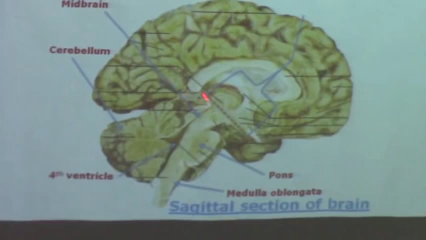 Midbrain
Cerebellum
4th ventricle
Pons
Medulla oblongata
Sagittal section of brain